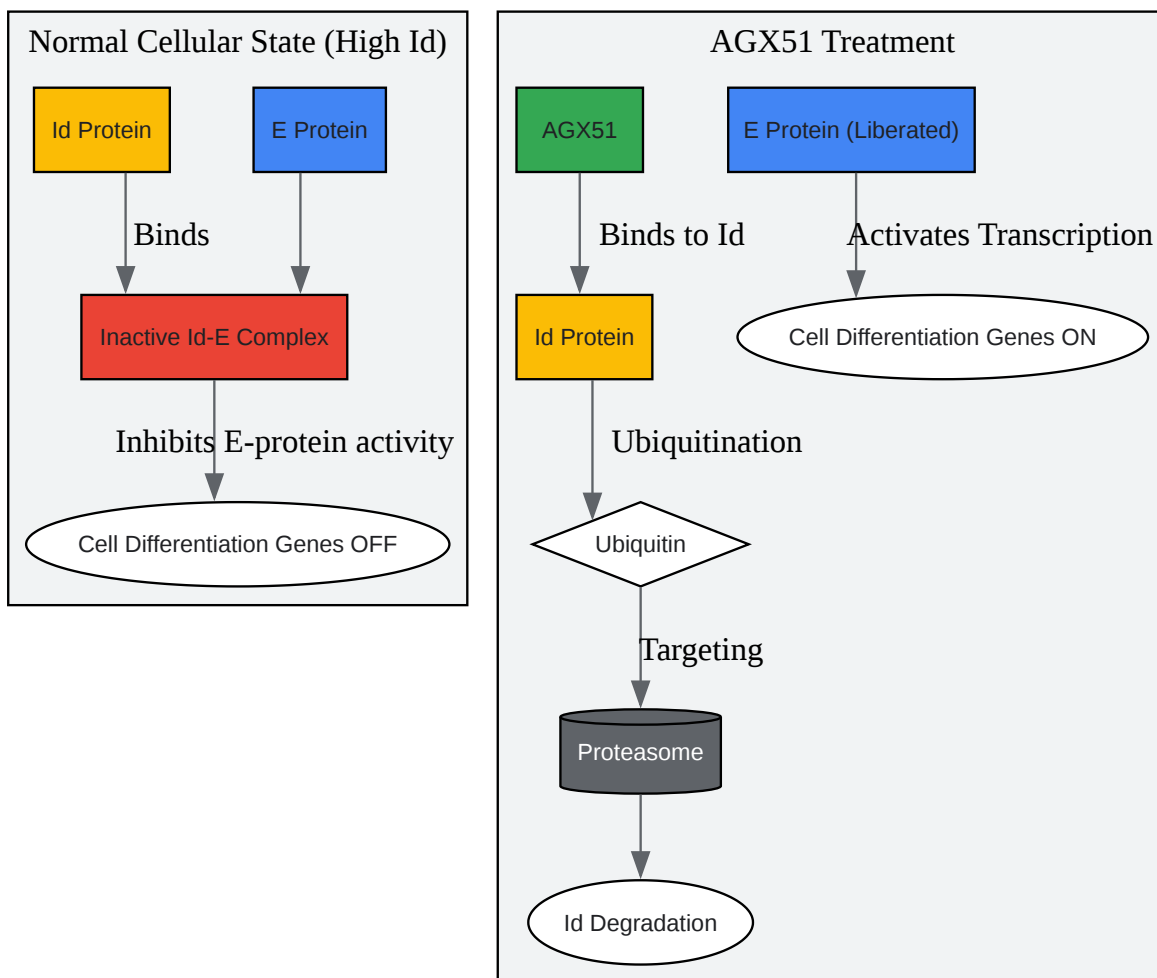 Normal Cellular State (High Id)
Id Protein
E Protein
Binds
Inactive Id-E Complex
Inhibits E-protein activity
Cell Differentiation Genes OFF
AGX51 Treatment
AGX51
E Protein (Liberated)
Binds to Id
Activates Transcription
Id Protein
Cell Differentiation Genes ON
Ubiquitination
Ubiquitin
Targeting
Proteasome
Id Degradation